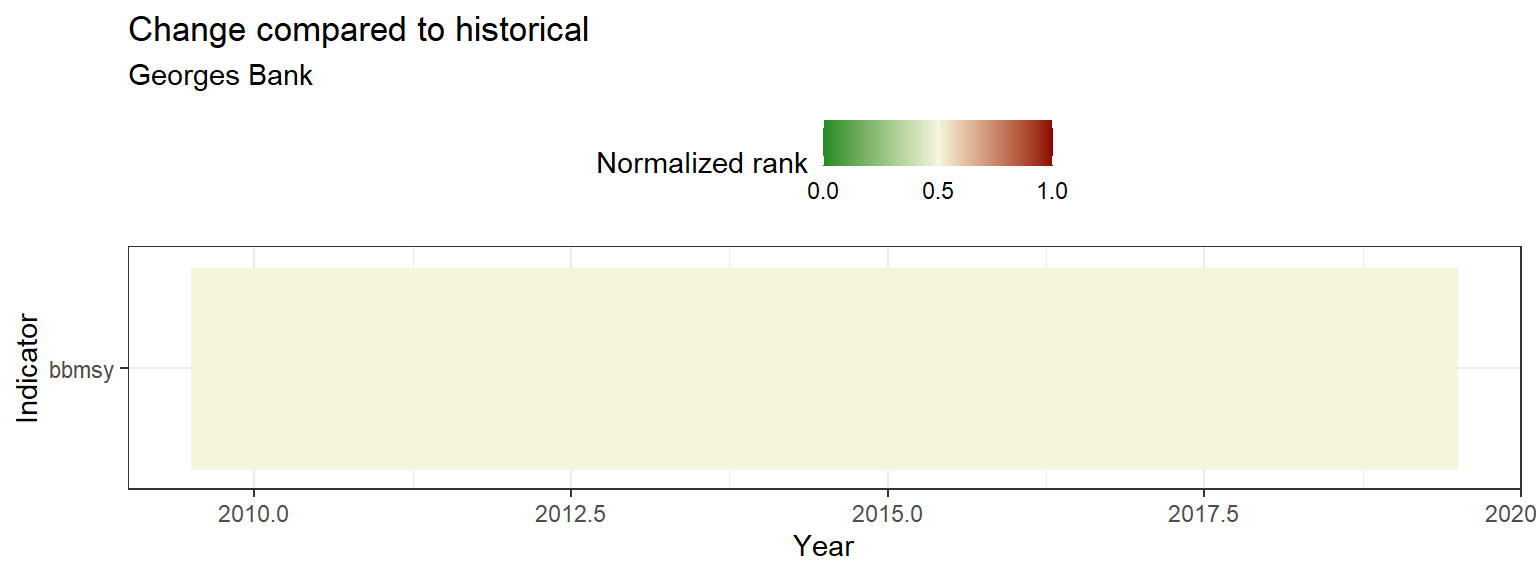 Change compared to historical
Georges Bank
Normalized rank
0.0 0.5 1.0
Indicator
bbmsy
2010.0 2012.5 2015.0 2017.5 2020
Year